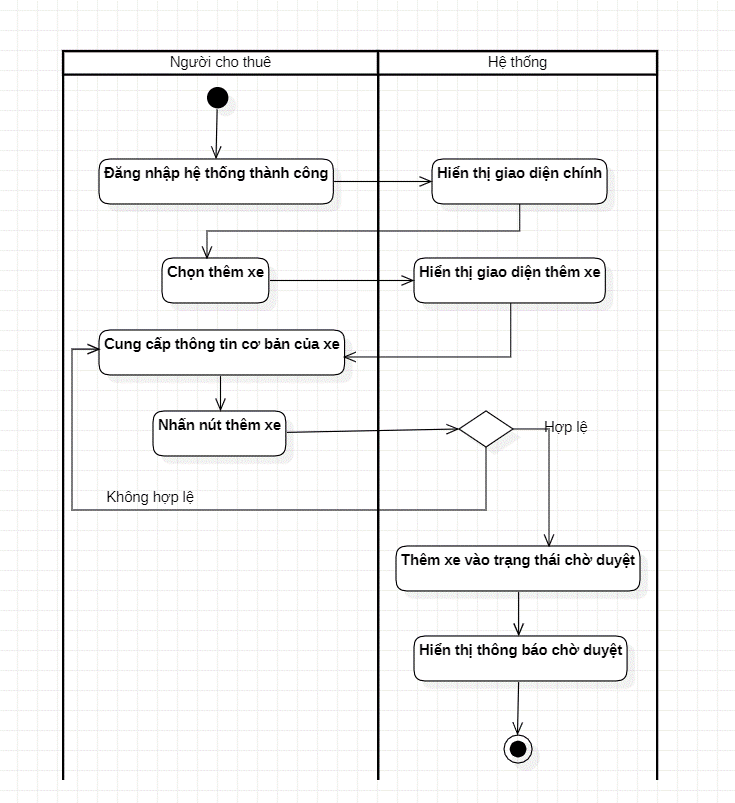 Người cho thuê
Hệ thống
Đăng nhập hệ thống thành công
Hiển thị giao diện chính
Chọn thêm xe
Hiển thị giao diện thêm xe
Cung cấp thông tin cơ bản của xe
Nhấn nút thêm xe
Hợp lệ
Không hợp lệ
Thêm xe vào trạng thái chờ duyệt
Hiển thị thông báo chờ duyệt